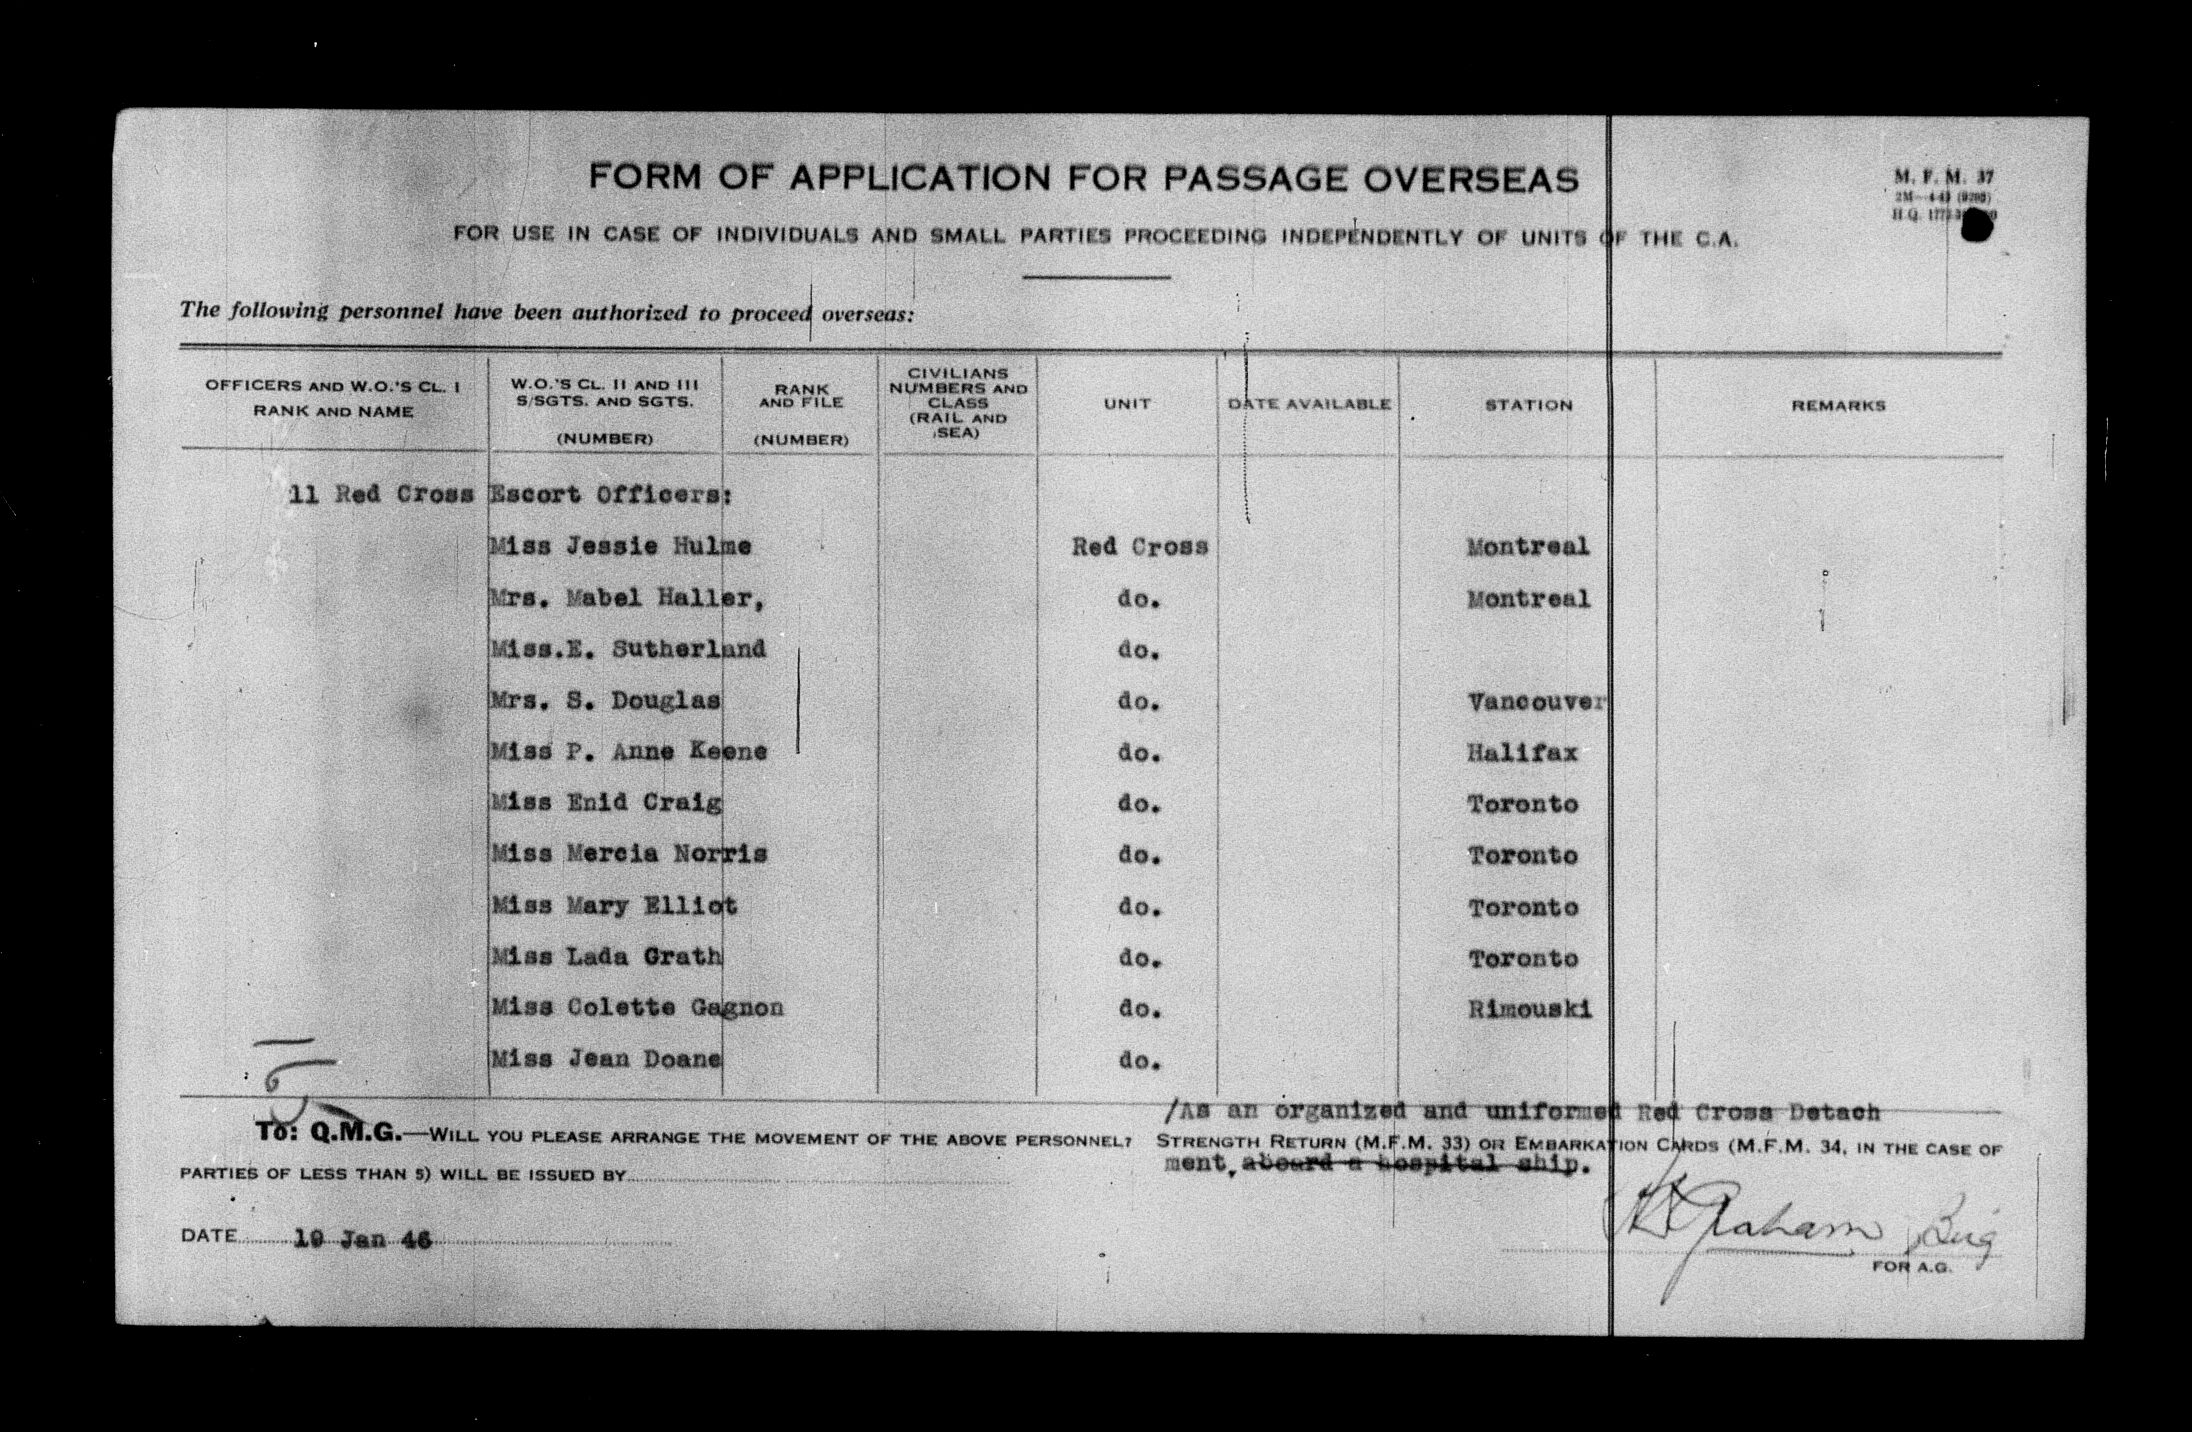 FORM OF APPLICATION FOR PASSAGE OVERSEAS
M. F. M. 37
FOR USE IN CASE OF INDIVIDUALS AND SMALL PARTIES PROCEEDING INDEPENDENTLY OF UNITS OF THE C.A.
The following personnel have been authorized to proceed overseas:
OFFICERS AND W.O.'S CL. I RANK AND NAME
W.O.'S CL. II AND III S/SGTS. AND SGTS. (NUMBER)
RANK AND FILE (NUMBER)
CIVILIANS NUMBERS AND CLASS (RAIL AND SEA)
UNIT
DATE AVAILABLE
STATION
REMARKS
11 Red Cross Escort Officers:
Miss Jessie Hulme Red Cross Montreal
Mrs. Mabel Haller, do. Montreal
Miss.E. Sutherland do.
Mrs. S. Douglas do. Vancouver
Miss P. Anne Keene do. Halifax
Miss Enid Craig do. Toronto
Miss Mercia Norris do. Toronto
Miss Mary Elliot do. Toronto
Miss Lada Grath do. Toronto
Miss Colette Gagnon do. Rimouski
Miss Jean Doane do.
/As an organized and uniformed Red Cross Detach
To: Q.M.G.—WILL YOU PLEASE ARRANGE THE MOVEMENT OF THE ABOVE PERSONNEL? STRENGTH RETURN (M.F.M. 33) OR EMBARKATION CARDS (M.F.M. 34, IN THE CASE OF
ment, aboard a hospital ship.
PARTIES OF LESS THAN 5) WILL BE ISSUED BY
DATE 19 Jan 46
Graham Brig
FOR A.G.